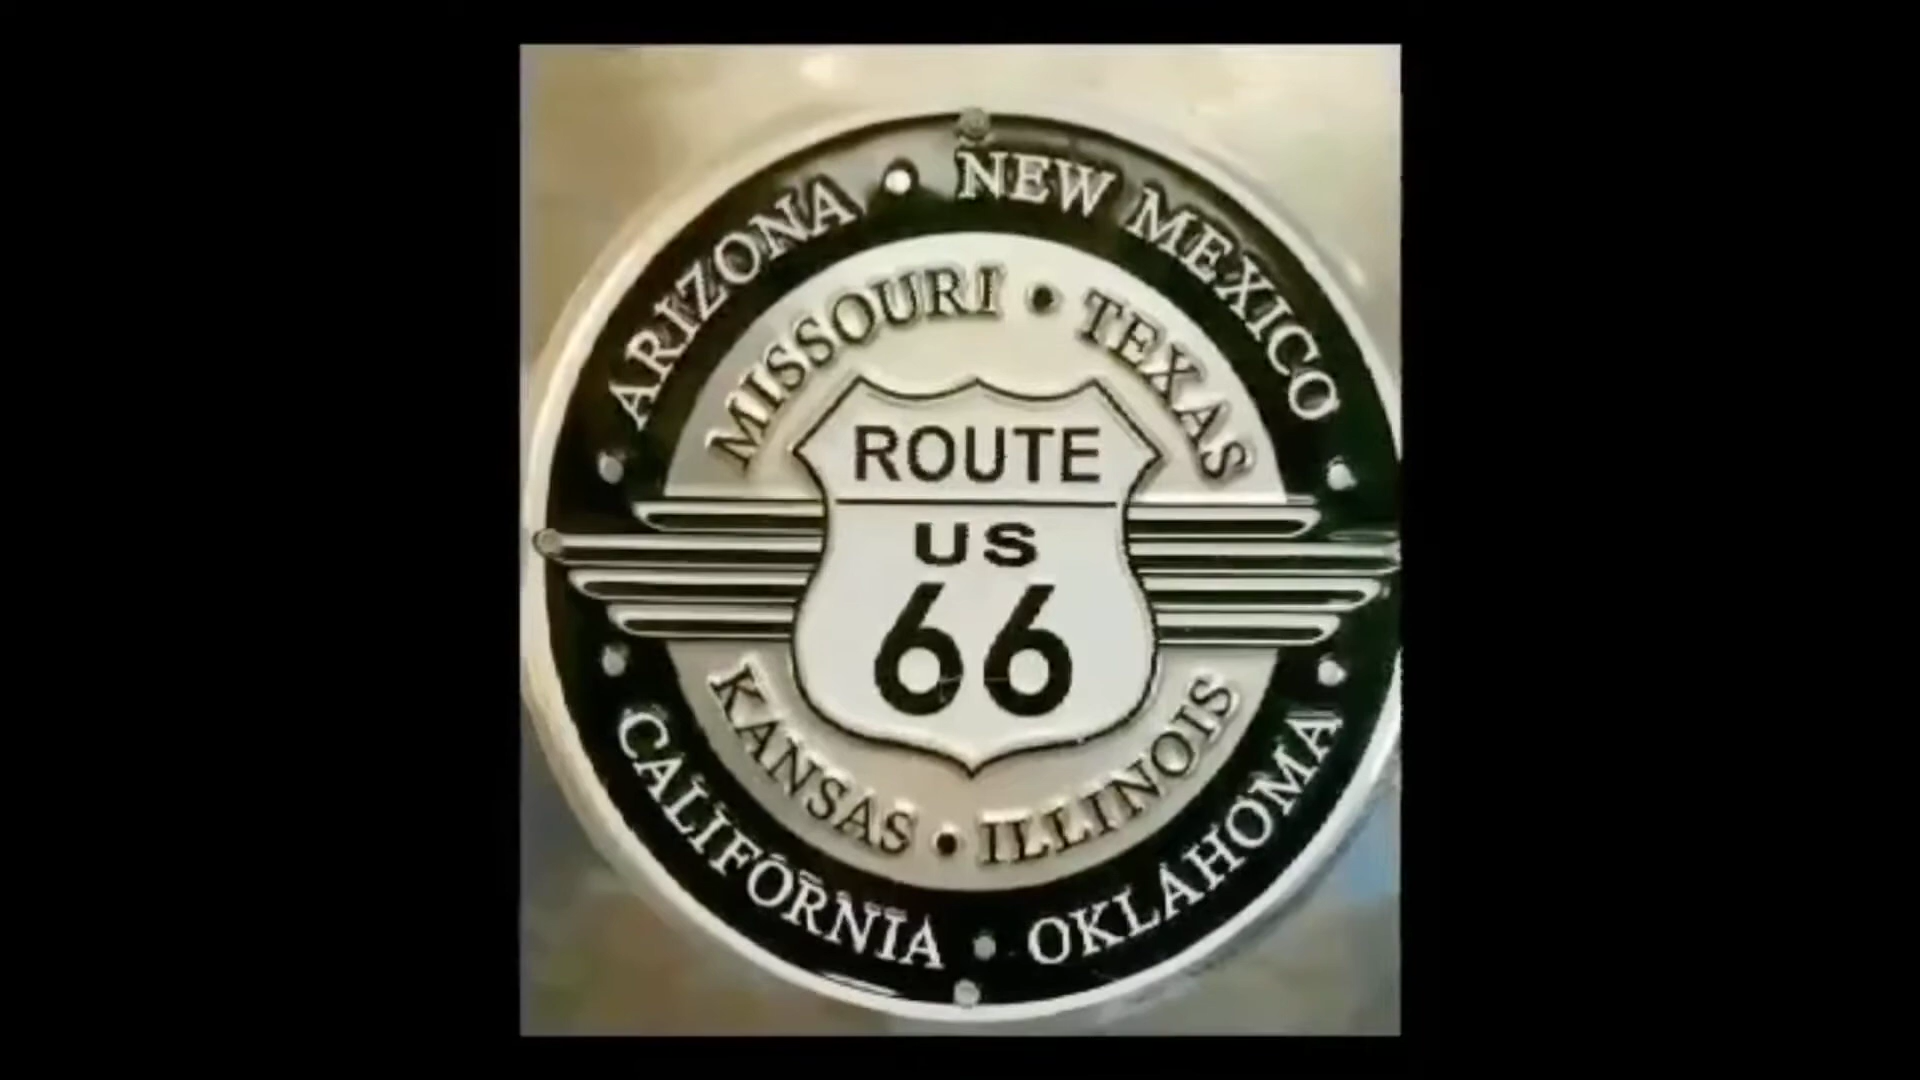 ARIZONA • NEW MEXICO
MISSOURI • TEXAS
ROUTE
US
66
KANSAS • ILLINOIS
CALIFORNIA • OKLAHOMA